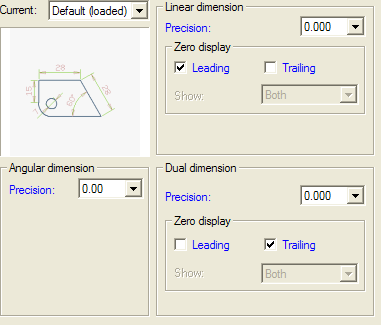 Current: Default (loaded)
28
15
60°
28
Linear dimension
Precision: 0.000
Zero display
Leading Trailing
Show: Both
Angular dimension
Precision: 0.00
Dual dimension
Precision: 0.000
Zero display
Leading Trailing
Show: Both